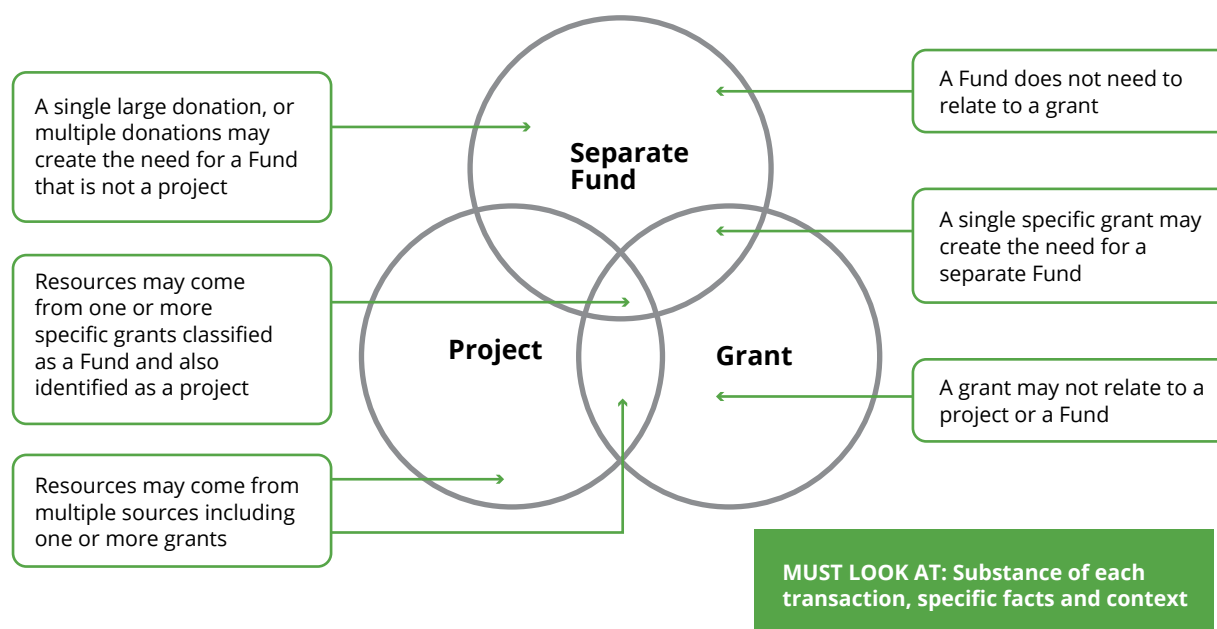 A single large donation, or
multiple donations may
create the need for a Fund
that is not a project
Resources may come
from one or more
specific grants classified
as a Fund and also
identified as a project
Resources may come from
multiple sources including
one or more grants
Separate
Fund
Project
Grant
A Fund does not need to
relate to a grant
A single specific grant may
create the need for a
separate Fund
A grant may not relate to a
project or a Fund
MUST LOOK AT: Substance of each
transaction, specific facts and context